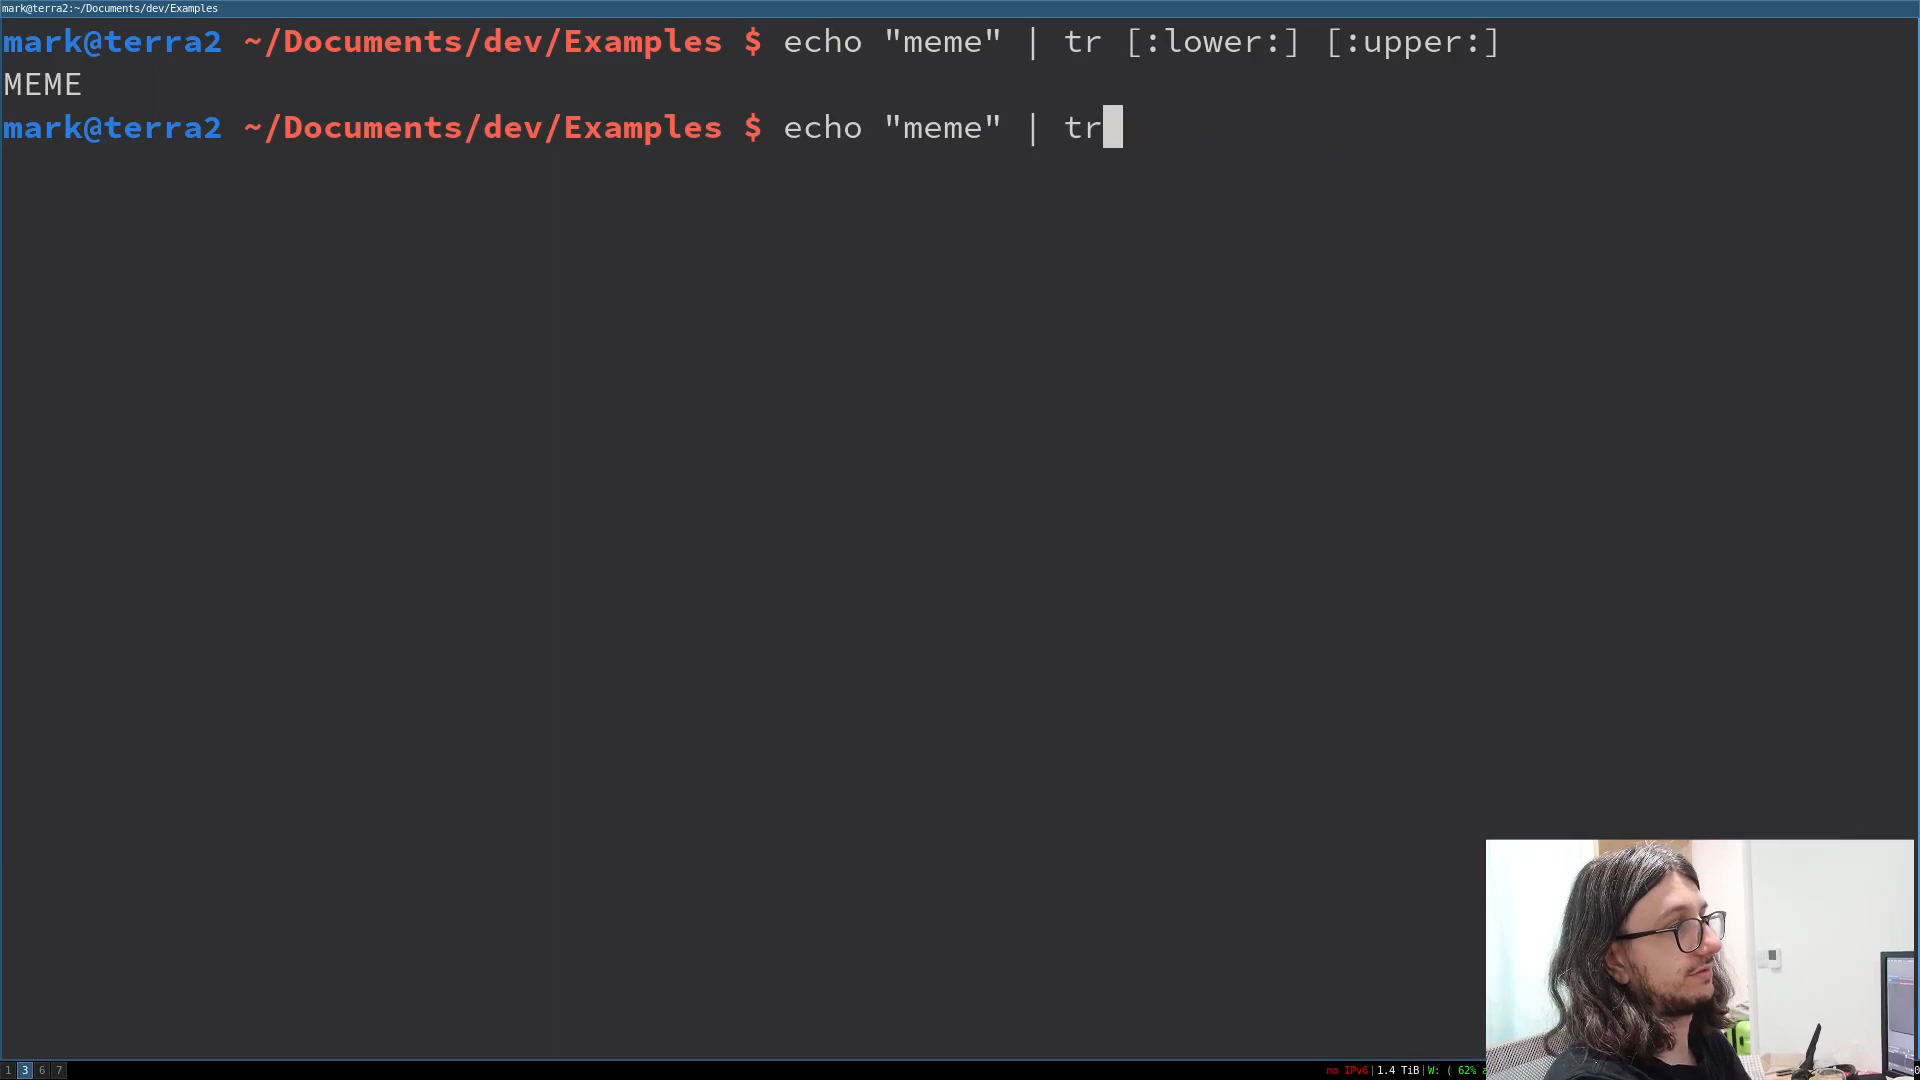 mark@terra2:~/Documents/dev/Examples
mark@terra2 ~/Documents/dev/Examples $ echo "meme" | tr [:lower:] [:upper:]
MEME
mark@terra2 ~/Documents/dev/Examples $ echo "meme" | tr
1 3 6 7
no IPv6|1.4 TiB|W: ( 62% a